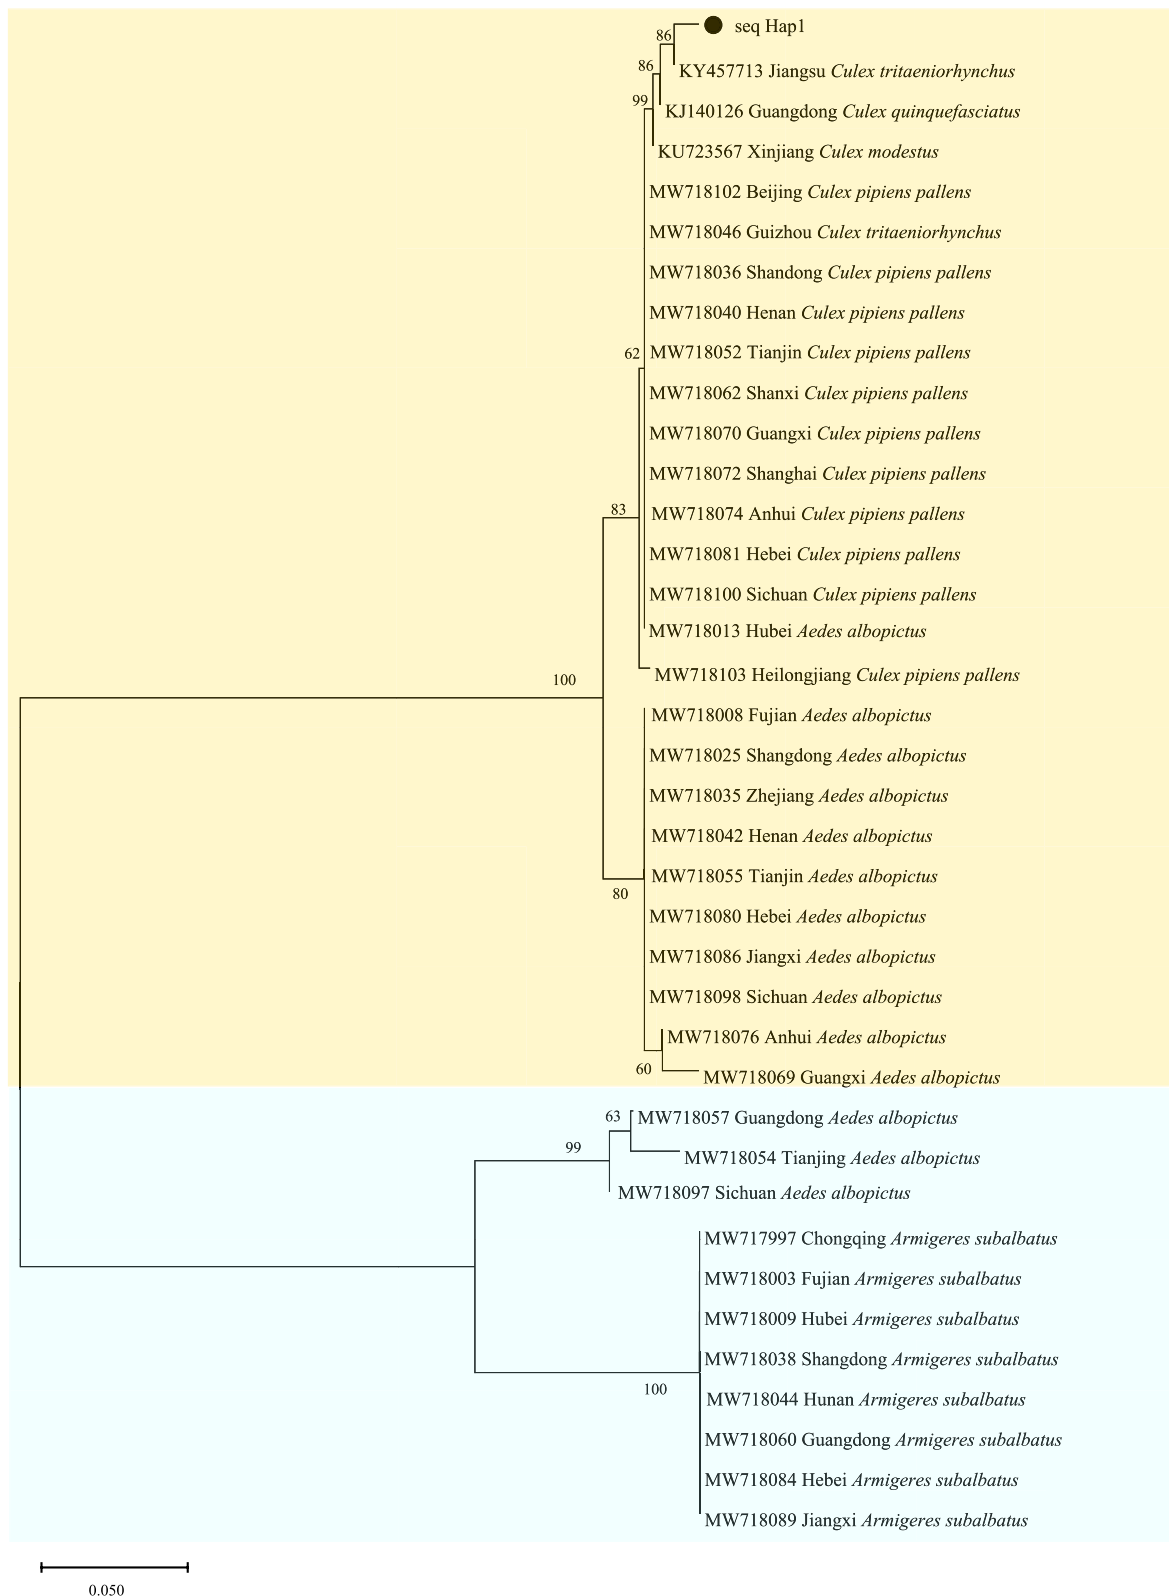 seq Hap1
86
KY457713 Jiangsu Culex tritaeniorhynchus
86
KJ140126 Guangdong Culex quinquefasciatus
99
KU723567 Xinjiang Culex modestus
MW718102 Beijing Culex pipiens pallens
MW718046 Guizhou Culex tritaeniorhynchus
MW718036 Shandong Culex pipiens pallens
MW718040 Henan Culex pipiens pallens
62
MW718052 Tianjin Culex pipiens pallens
MW718062 Shanxi Culex pipiens pallens
MW718070 Guangxi Culex pipiens pallens
MW718072 Shanghai Culex pipiens pallens
83
MW718074 Anhui Culex pipiens pallens
MW718081 Hebei Culex pipiens pallens
MW718100 Sichuan Culex pipiens pallens
MW718013 Hubei Aedes albopictus
100
MW718103 Heilongjiang Culex pipiens pallens
MW718008 Fujian Aedes albopictus
MW718025 Shangdong Aedes albopictus
MW718035 Zhejiang Aedes albopictus
MW718042 Henan Aedes albopictus
MW718055 Tianjin Aedes albopictus
80
MW718080 Hebei Aedes albopictus
MW718086 Jiangxi Aedes albopictus
MW718098 Sichuan Aedes albopictus
MW718076 Anhui Aedes albopictus
60
MW718069 Guangxi Aedes albopictus
63
MW718057 Guangdong Aedes albopictus
99
MW718054 Tianjing Aedes albopictus
MW718097 Sichuan Aedes albopictus
MW717997 Chongqing Armigeres subalbatus
MW718003 Fujian Armigeres subalbatus
MW718009 Hubei Armigeres subalbatus
MW718038 Shangdong Armigeres subalbatus
100
MW718044 Hunan Armigeres subalbatus
MW718060 Guangdong Armigeres subalbatus
MW718084 Hebei Armigeres subalbatus
MW718089 Jiangxi Armigeres subalbatus
0.050